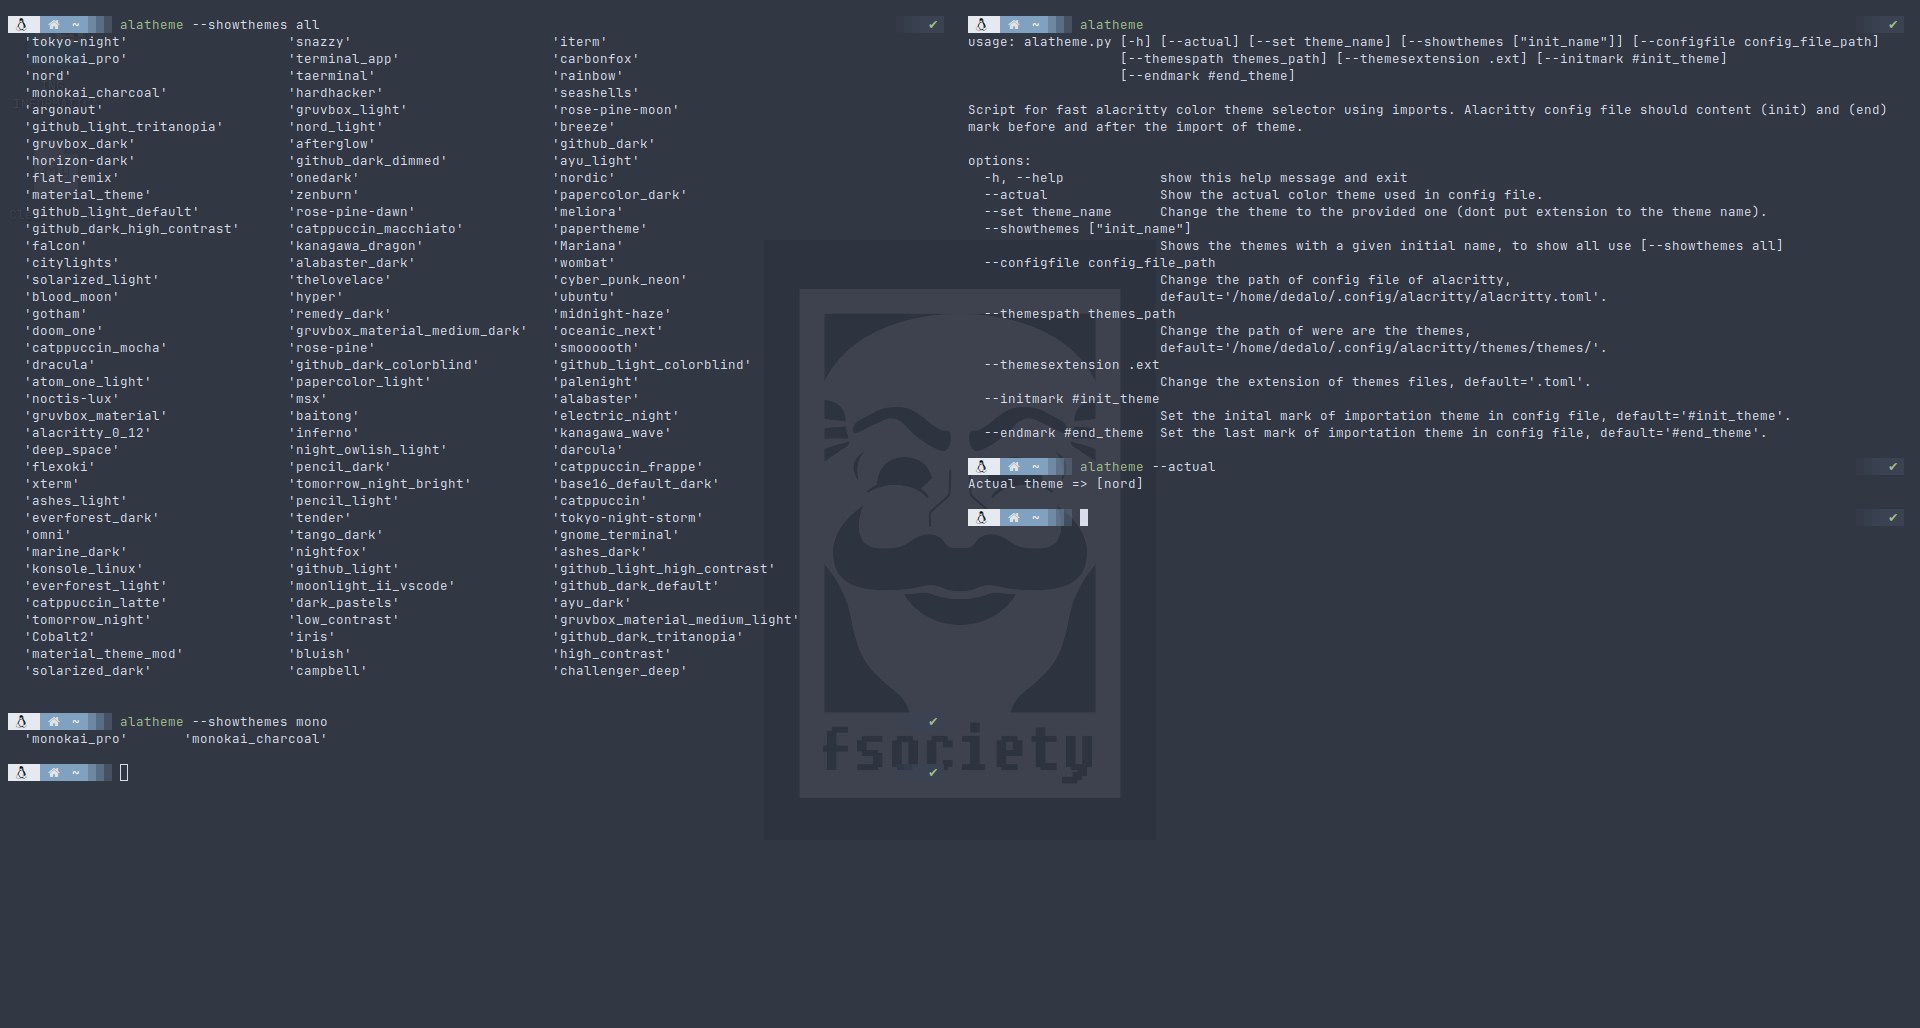 ~ alatheme --showthemes all ✔
'tokyo-night' 'snazzy' 'iterm'
'monokai_pro' 'terminal_app' 'carbonfox'
'nord' 'taerminal' 'rainbow'
'monokai_charcoal' 'hardhacker' 'seashells'
'argonaut' 'gruvbox_light' 'rose-pine-moon'
'github_light_tritanopia' 'nord_light' 'breeze'
'gruvbox_dark' 'afterglow' 'github_dark'
'horizon-dark' 'github_dark_dimmed' 'ayu_light'
'flat_remix' 'onedark' 'nordic'
'material_theme' 'zenburn' 'papercolor_dark'
'github_light_default' 'rose-pine-dawn' 'meliora'
'github_dark_high_contrast' 'catppuccin_macchiato' 'papertheme'
'falcon' 'kanagawa_dragon' 'Mariana'
'citylights' 'alabaster_dark' 'wombat'
'solarized_light' 'thelovelace' 'cyber_punk_neon'
'blood_moon' 'hyper' 'ubuntu'
'gotham' 'remedy_dark' 'midnight-haze'
'doom_one' 'gruvbox_material_medium_dark' 'oceanic_next'
'catppuccin_mocha' 'rose-pine' 'smoooooth'
'dracula' 'github_dark_colorblind' 'github_light_colorblind'
'atom_one_light' 'papercolor_light' 'palenight'
'noctis-lux' 'msx' 'alabaster'
'gruvbox_material' 'baitong' 'electric_night'
'alacritty_0_12' 'inferno' 'kanagawa_wave'
'deep_space' 'night_owlish_light' 'darcula'
'flexoki' 'pencil_dark' 'catppuccin_frappe'
'xterm' 'tomorrow_night_bright' 'base16_default_dark'
'ashes_light' 'pencil_light' 'catppuccin'
'everforest_dark' 'tender' 'tokyo-night-storm'
'omni' 'tango_dark' 'gnome_terminal'
'marine_dark' 'nightfox' 'ashes_dark'
'konsole_linux' 'github_light' 'github_light_high_contrast'
'everforest_light' 'moonlight_ii_vscode' 'github_dark_default'
'catppuccin_latte' 'dark_pastels' 'ayu_dark'
'tomorrow_night' 'low_contrast' 'gruvbox_material_medium_light'
'Cobalt2' 'iris' 'github_dark_tritanopia'
'material_theme_mod' 'bluish' 'high_contrast'
'solarized_dark' 'campbell' 'challenger_deep'
~ alatheme --showthemes mono ✔
'monokai_pro' 'monokai_charcoal'
~ ✔
~ alatheme ✔
usage: alatheme.py [-h] [--actual] [--set theme_name] [--showthemes ["init_name"]] [--configfile config_file_path]
[--themespath themes_path] [--themesextension .ext] [--initmark #init_theme]
[--endmark #end_theme]
Script for fast alacritty color theme selector using imports. Alacritty config file should content (init) and (end)
mark before and after the import of theme.
options:
-h, --help show this help message and exit
--actual Show the actual color theme used in config file.
--set theme_name Change the theme to the provided one (dont put extension to the theme name).
--showthemes ["init_name"]
Shows the themes with a given initial name, to show all use [--showthemes all]
--configfile config_file_path
Change the path of config file of alacritty,
default='/home/dedalo/.config/alacritty/alacritty.toml'.
--themespath themes_path
Change the path of were are the themes,
default='/home/dedalo/.config/alacritty/themes/themes/'.
--themesextension .ext
Change the extension of themes files, default='.toml'.
--initmark #init_theme
Set the inital mark of importation theme in config file, default='#init_theme'.
--endmark #end_theme Set the last mark of importation theme in config file, default='#end_theme'.
~ alatheme --actual ✔
Actual theme => [nord]
~ ✔
fsociety